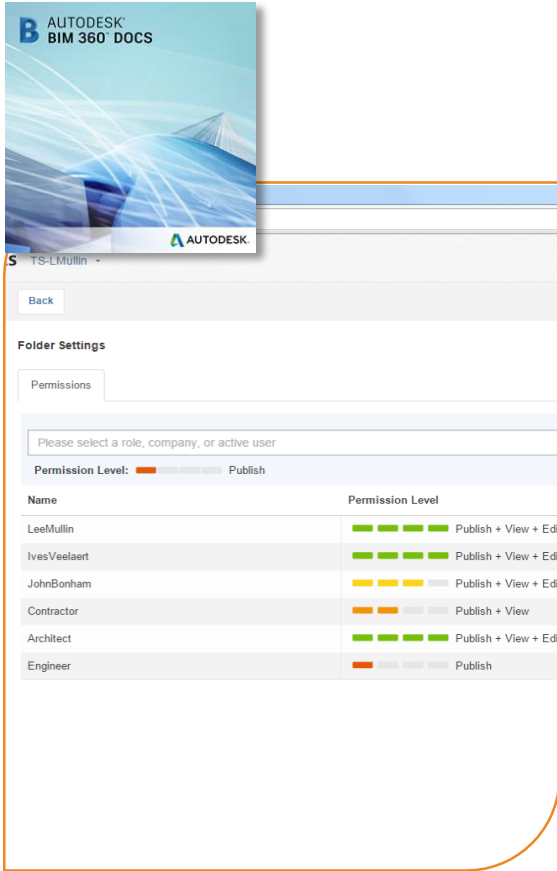 AUTODESK®
BIM 360™ DOCS
AUTODESK.
TS-LMullin
Back
Folder Settings
Permissions
Please select a role, company, or active user
Permission Level: Publish
Name Permission Level
LeeMullin Publish + View +
IvesVeelaert Publish + View +
JohnBonham Publish + View +
Contractor Publish + View
Architect Publish + View +
Engineer Publish